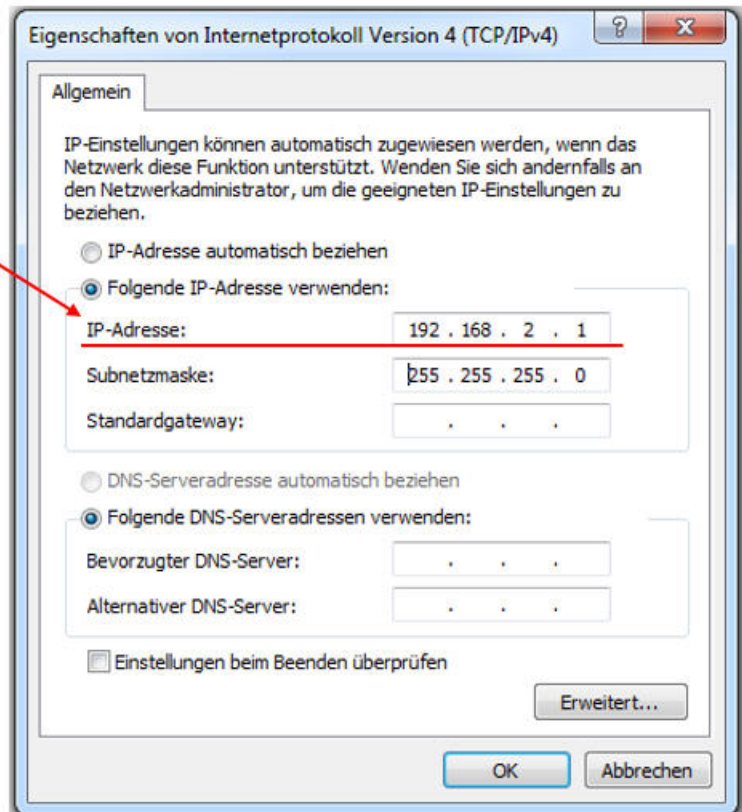 Eigenschaften von Internetprotokoll Version 4 (TCP/IPv4)
Allgemein
IP-Einstellungen können automatisch zugewiesen werden, wenn das
Netzwerk diese Funktion unterstützt. Wenden Sie sich andernfalls an
den Netzwerkadministrator, um die geeigneten IP-Einstellungen zu
beziehen.
IP-Adresse automatisch beziehen
Folgende IP-Adresse verwenden:
IP-Adresse: 192 . 168 . 2 . 1
Subnetzmaske: 255 . 255 . 255 . 0
Standardgateway: . . .
DNS-Serveradresse automatisch beziehen
Folgende DNS-Serveradressen verwenden:
Bevorzugter DNS-Server: . . .
Alternativer DNS-Server: . . .
Einstellungen beim Beenden überprüfen
Erweitert...
OK Abbrechen